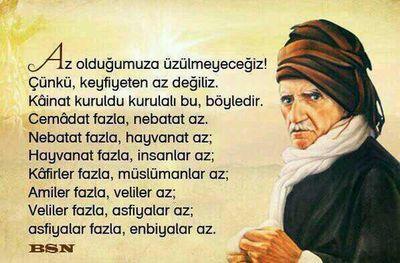 Az olduğumuza üzülmeyeceğiz!
Çünkü, keyfiyeten az değiliz.
Kâinat kuruldu kurulalı bu, böyledir.
Cemâdat fazla, nebatat az.
Nebatat fazla, hayvanat az;
Hayvanat fazla, insanlar az;
Kâfirler fazla, müslümanlar az;
Amiler fazla, veliler az;
Veliler fazla, asfiyalar az;
asfiyalar fazla, enbiyalar az.
BSN